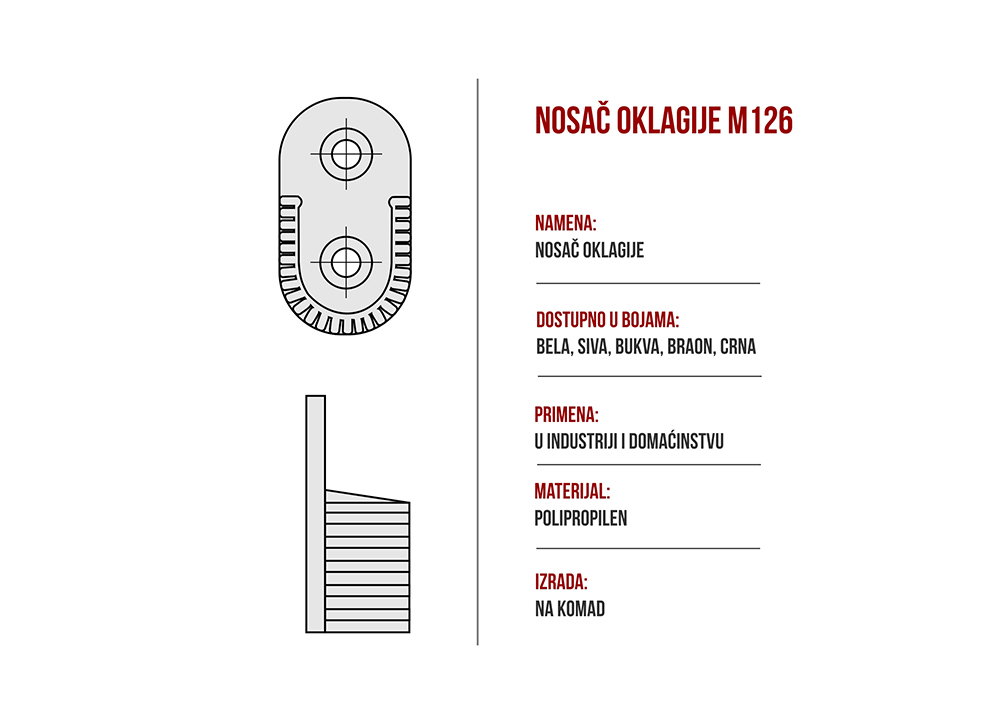 NOSAČ OKLAGIJE M126
NAMENA:
NOSAČ OKLAGIJE
DOSTUPNO U BOJAMA:
BELA, SIVA, BUKVA, BRAON, CRNA
PRIMENA:
U INDUSTRIJI I DOMAĆINSTVU
MATERIJAL:
POLIPROPILEN
IZRADA:
NA KOMAD